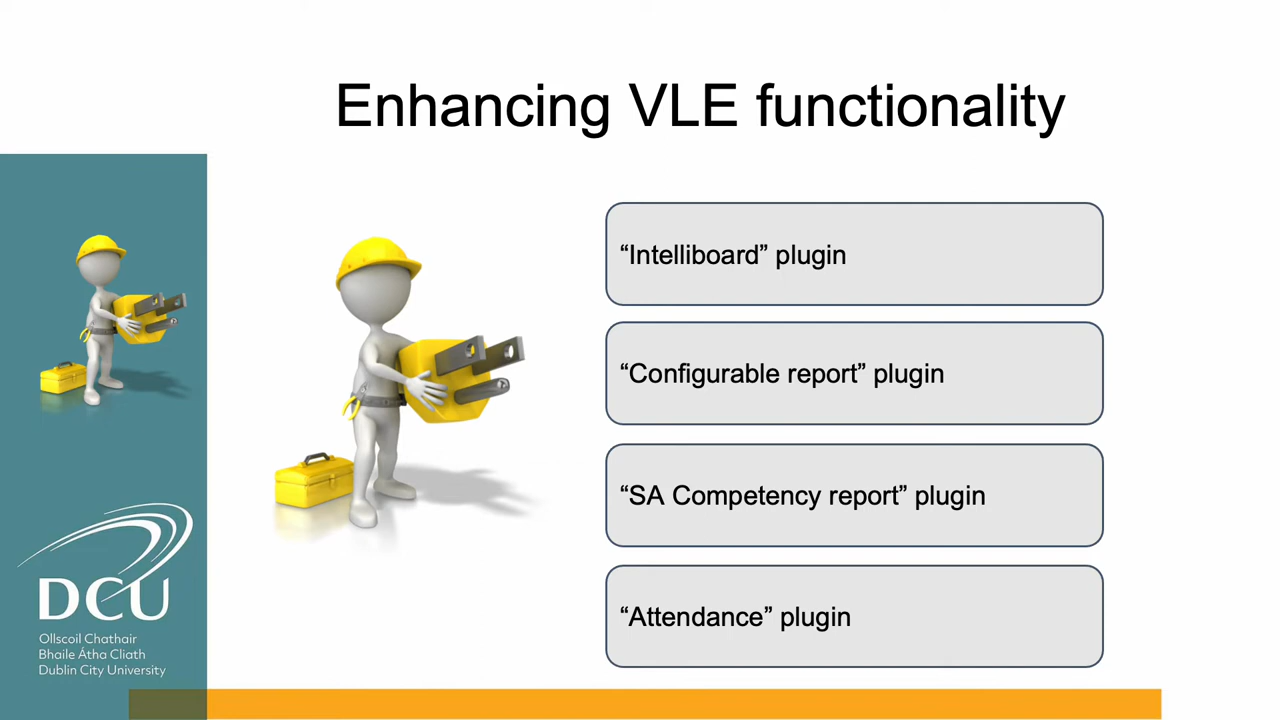 Enhancing VLE functionality
“Intelliboard” plugin
“Configurable report” plugin
“SA Competency report” plugin
“Attendance” plugin
DCU
Ollscoil Chathair
Bhaile Átha Cliath
Dublin City University